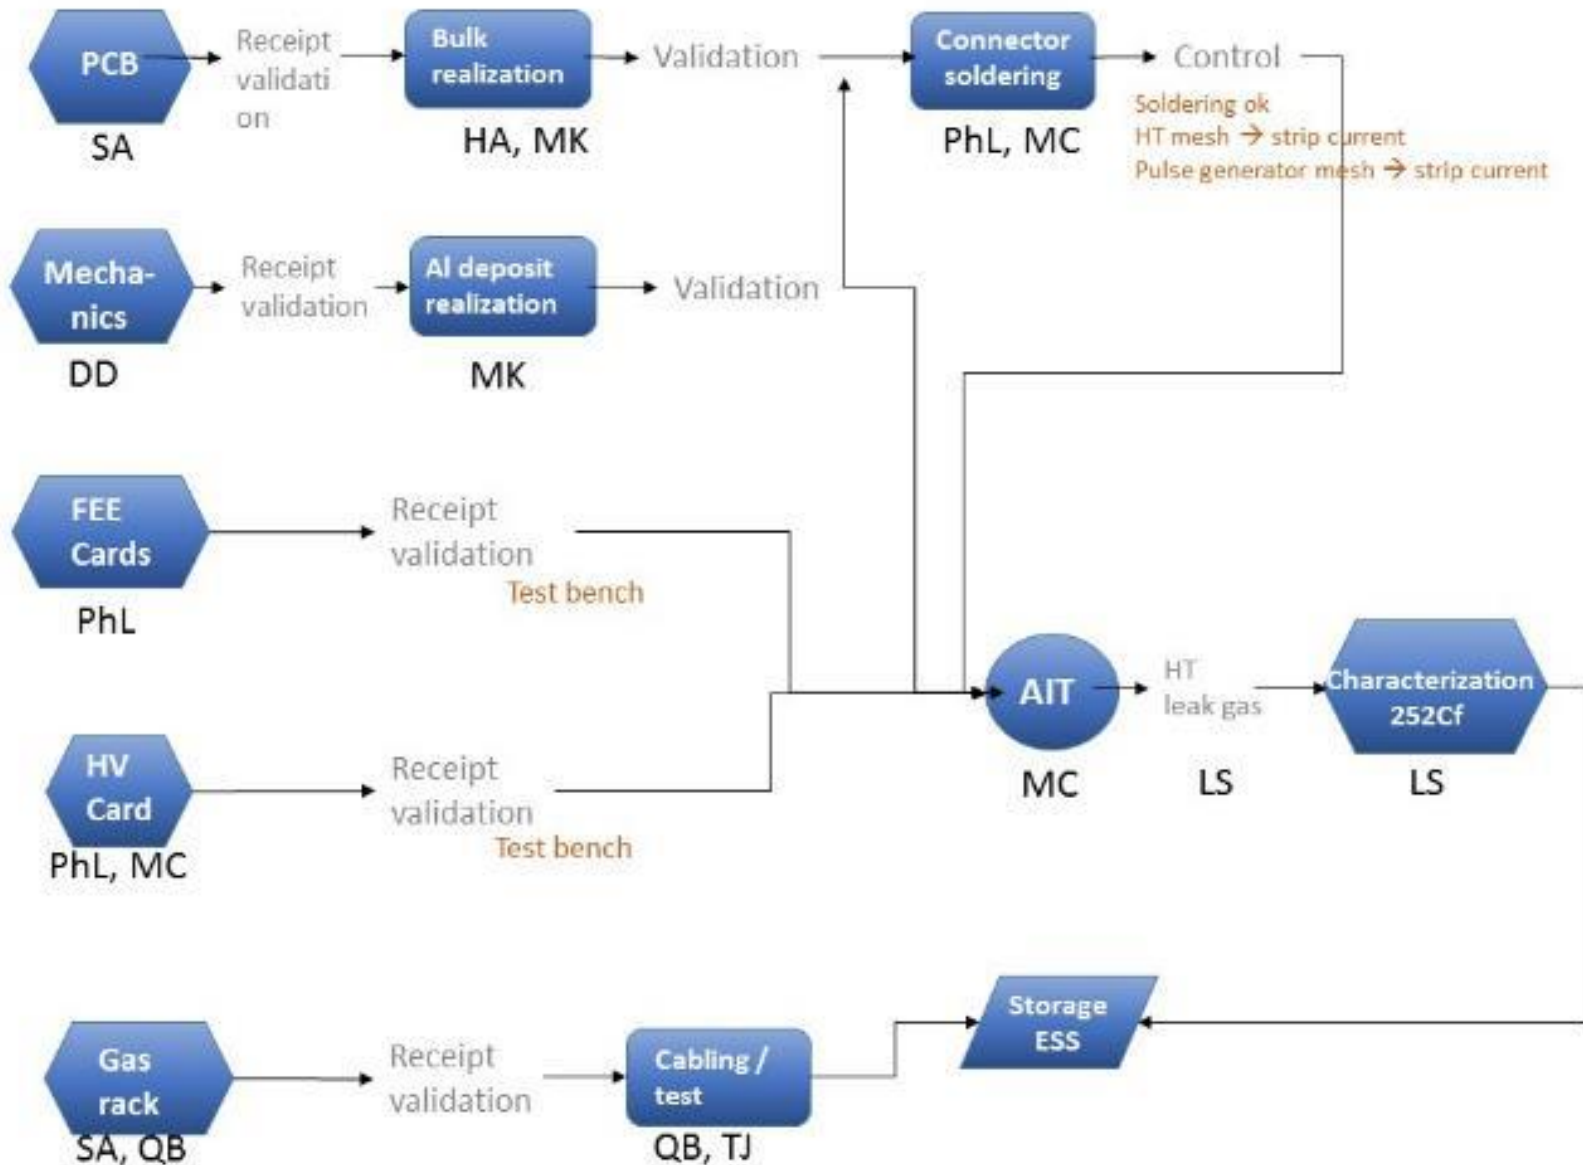 PCB
SA
Receipt
validati
on
Bulk
realization
HA, MK
Validation
Connector
soldering
PhL, MC
Control
Soldering ok
HT mesh → strip current
Pulse generator mesh → strip current
Mecha-
nics
DD
Receipt
validation
Al deposit
realization
MK
Validation
FEE
Cards
PhL
Receipt
validation
Test bench
HV
Card
PhL, MC
Receipt
validation
Test bench
AIT
MC
HT
leak gas
LS
Characterization
252Cf
LS
Gas
rack
SA, QB
Receipt
validation
Cabling /
test
QB, TJ
Storage
ESS